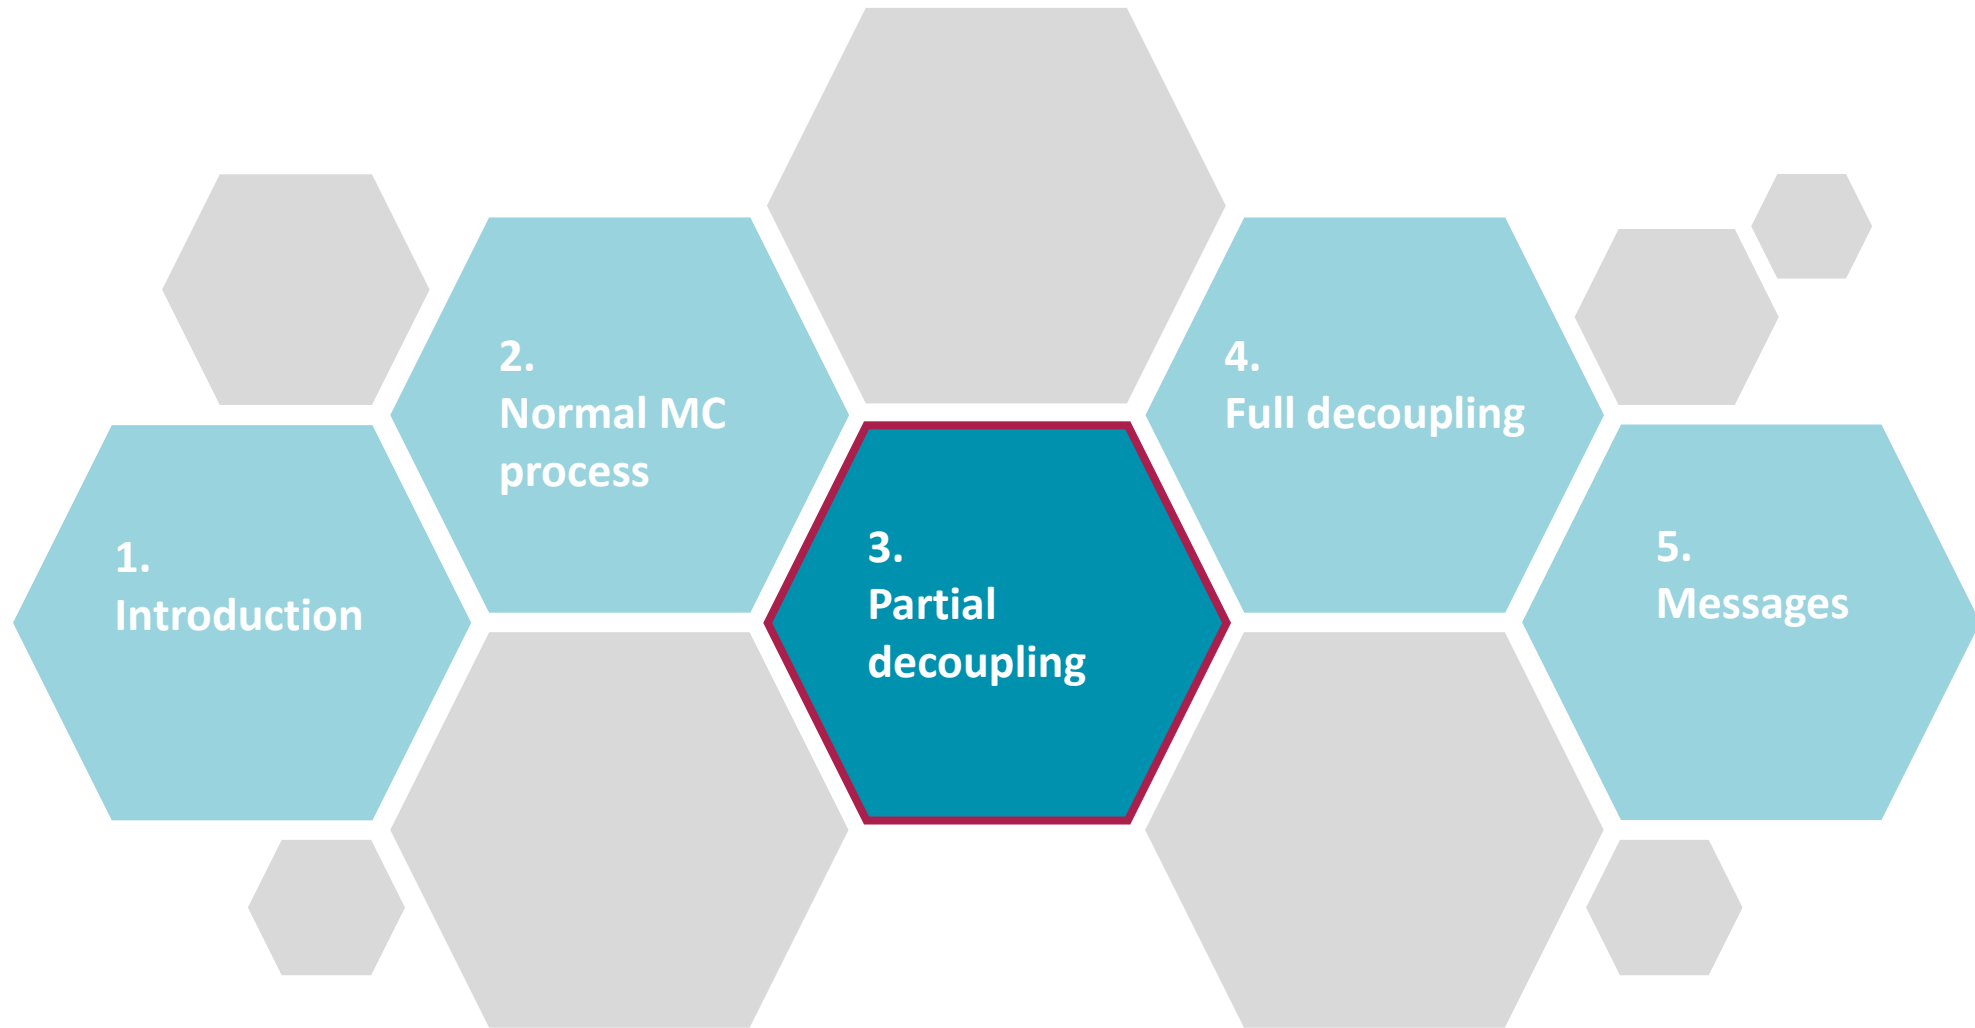 1.
Introduction
2.
Normal MC
process
3.
Partial
decoupling
4.
Full decoupling
5.
Messages